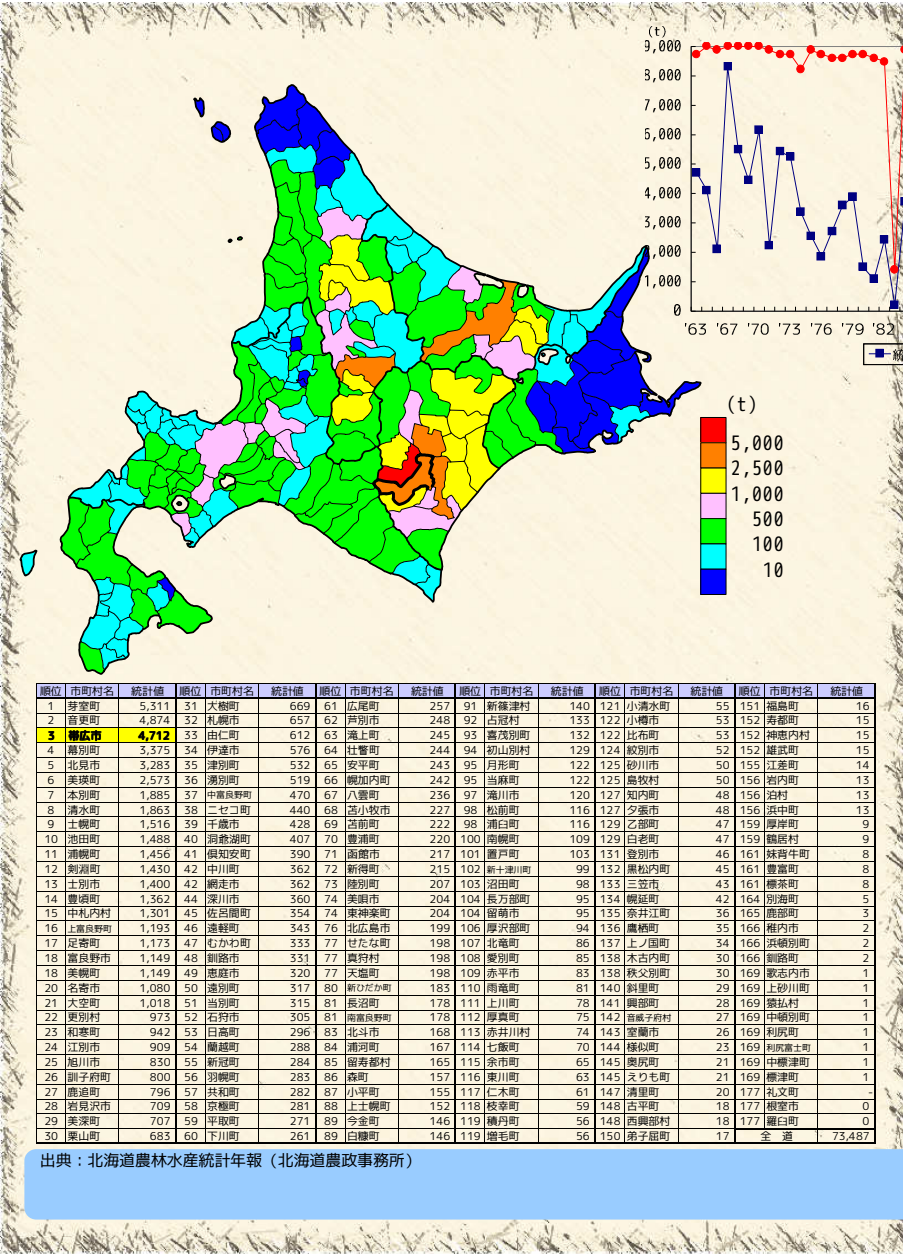 (t)
9,000
8,000
7,000
6,000
5,000
4,000
3,000
,000
1,000
0
'63 '67 '70 '73 '76 '79 '82
(t)
5,000
2,500
1,000
500
100
10
順位 市町村名 統計値 順位 市町村名 統計値 順位 市町村名 統計値 順位 市町村名 統計値 順位 市町村名 統計値 順位 市町村名 統計値
1 芽室町 5,311 31 大樹町 669 61 広尾町 257 91 新篠津村 140 121 小清水町 55 151 福島町 16
2 音更町 4,874 32 札幌市 657 62 芦別市 248 92 占冠村 133 122 小樽市 53 152 寿都町 15
3 帯広市 4,712 33 由仁町 612 63 滝上町 245 93 喜茂別町 132 122 比布町 53 152 神恵内村 15
4 幕別町 3,375 34 伊達市 576 64 壮瞥町 244 94 初山別村 129 124 紋別市 52 152 雄武町 15
5 北見市 3,283 35 津別町 532 65 安平町 243 95 月形町 122 125 砂川市 50 155 江差町 14
6 美瑛町 2,573 36 湧別町 519 66 幌加内町 242 95 当麻町 122 125 島牧村 50 156 岩内町 13
7 本別町 1,885 37 中富良野町 470 67 八雲町 236 97 滝川市 120 127 知内町 48 156 泊村 13
8 清水町 1,863 38 ニセコ町 440 68 苫小牧市 227 98 松前町 116 127 夕張市 48 156 浜中町 13
9 士幌町 1,516 39 千歳市 428 69 苫前町 222 98 浦臼町 116 129 乙部町 47 159 厚岸町 9
10 池田町 1,488 40 洞爺湖町 407 70 豊浦町 220 100 南幌町 109 129 白老町 47 159 鶴居村 9
11 浦幌町 1,456 41 倶知安町 390 71 函館市 217 101 置戸町 103 131 登別市 46 161 妹背牛町 8
12 剣淵町 1,430 42 中川町 362 72 新得町 215 102 新十津川町 99 132 黒松内町 45 161 豊富町 8
13 士別市 1,400 42 網走市 362 73 陸別町 207 103 沼田町 98 133 三笠市 43 161 標茶町 8
14 豊頃町 1,362 44 深川市 360 74 美唄市 204 104 長万部町 95 134 幌延町 42 164 別海町 5
15 中札内村 1,301 45 佐呂間町 354 74 東神楽町 204 104 留萌市 95 135 奈井江町 36 165 鹿部町 3
16 上富良野町 1,193 46 遠軽町 343 76 北広島市 199 106 厚沢部町 94 136 鷹栖町 35 166 稚内市 2
17 足寄町 1,173 47 むかわ町 333 77 せたな町 198 107 北竜町 86 137 上ノ国町 34 166 浜頓別町 2
18 富良野市 1,149 48 釧路市 331 77 真狩村 198 108 愛別町 85 138 木古内町 30 166 釧路町 2
18 美幌町 1,149 49 恵庭市 320 77 天塩町 198 109 赤平市 83 138 秩父別町 30 169 歌志内市 1
20 名寄市 1,080 50 遠別町 317 80 新ひだか町 183 110 雨竜町 81 140 斜里町 29 169 上砂川町 1
21 大空町 1,018 51 当別町 315 81 長沼町 178 111 上川町 78 141 興部町 28 169 猿払村 1
22 更別村 973 52 石狩市 305 81 南富良野町 178 112 厚真町 75 142 音威子府村 27 169 中頓別町 1
23 和寒町 942 53 日高町 296 83 北斗市 168 113 赤井川村 74 143 室蘭市 26 169 利尻町 1
24 江別市 909 54 蘭越町 288 84 浦河町 167 114 七飯町 70 144 様似町 23 169 利尻富士町 1
25 旭川市 830 55 新冠町 284 85 留寿都村 165 115 余市町 65 145 奥尻町 21 169 中標津町 1
26 訓子府町 800 56 羽幌町 283 86 森町 157 116 東川町 63 145 えりも町 21 169 標津町 1
27 鹿追町 796 57 共和町 282 87 小平町 155 117 仁木町 61 147 清里町 20 177 礼文町 -
28 岩見沢市 709 58 京極町 281 88 上士幌町 152 118 枝幸町 59 148 古平町 18 177 根室市 0
29 美深町 707 59 平取町 271 89 今金町 146 119 積丹町 56 148 西興部村 18 177 羅臼町 0
30 栗山町 683 60 下川町 261 89 白糠町 146 119 増毛町 56 150 弟子屈町 17 全 道 73,487
出典：北海道農林水産統計年報（北海道農政事務所）